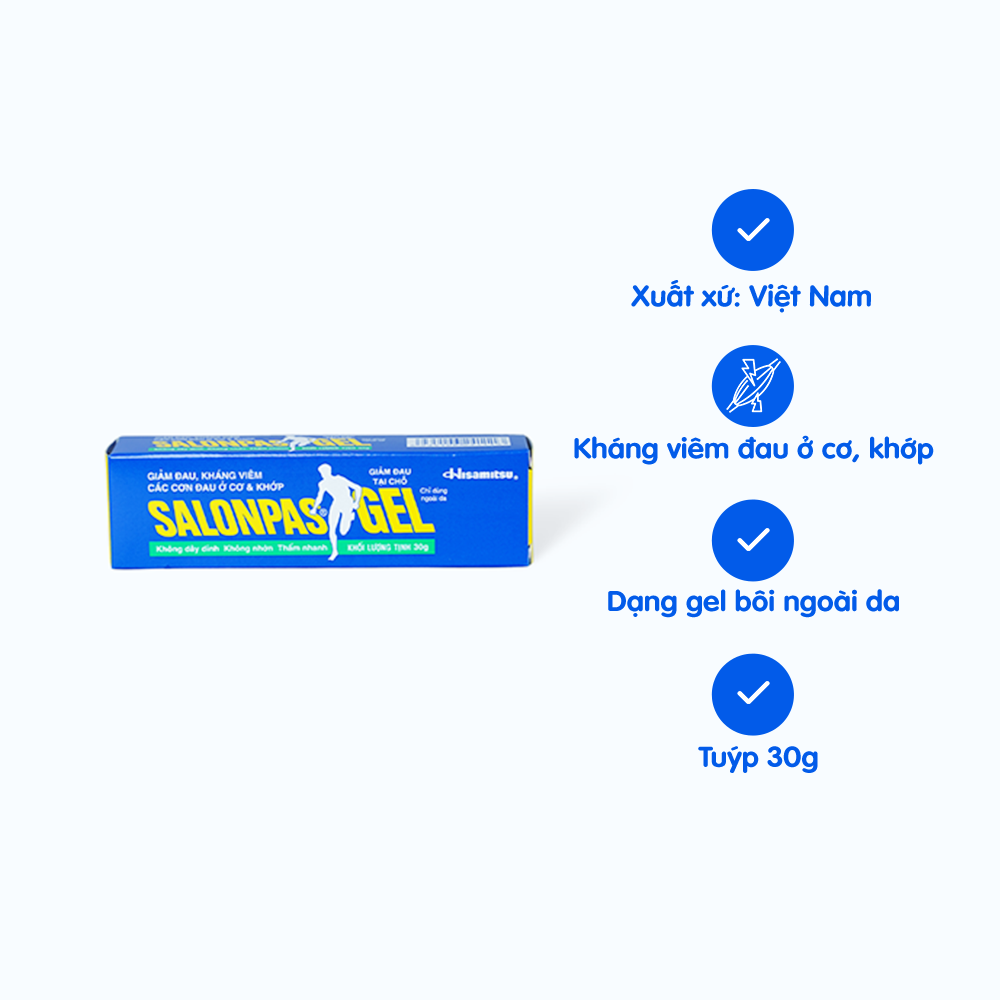 SALONPAS GEL
GIẢM ĐAU, KHÁNG VIÊM
CÁC CƠN ĐAU Ở CƠ & KHỚP
GIẢM ĐAU
TẠI CHỖ
Hisamitsu®
Chỉ dùng
ngoài da
SALONPAS® GEL
Không dây dính Không nhờn Thấm nhanh
KHỐI LƯỢNG TỊNH 30g
Xuất xứ: Việt Nam
Kháng viêm đau ở cơ, khớp
Dạng gel bôi ngoài da
Tuýp 30g